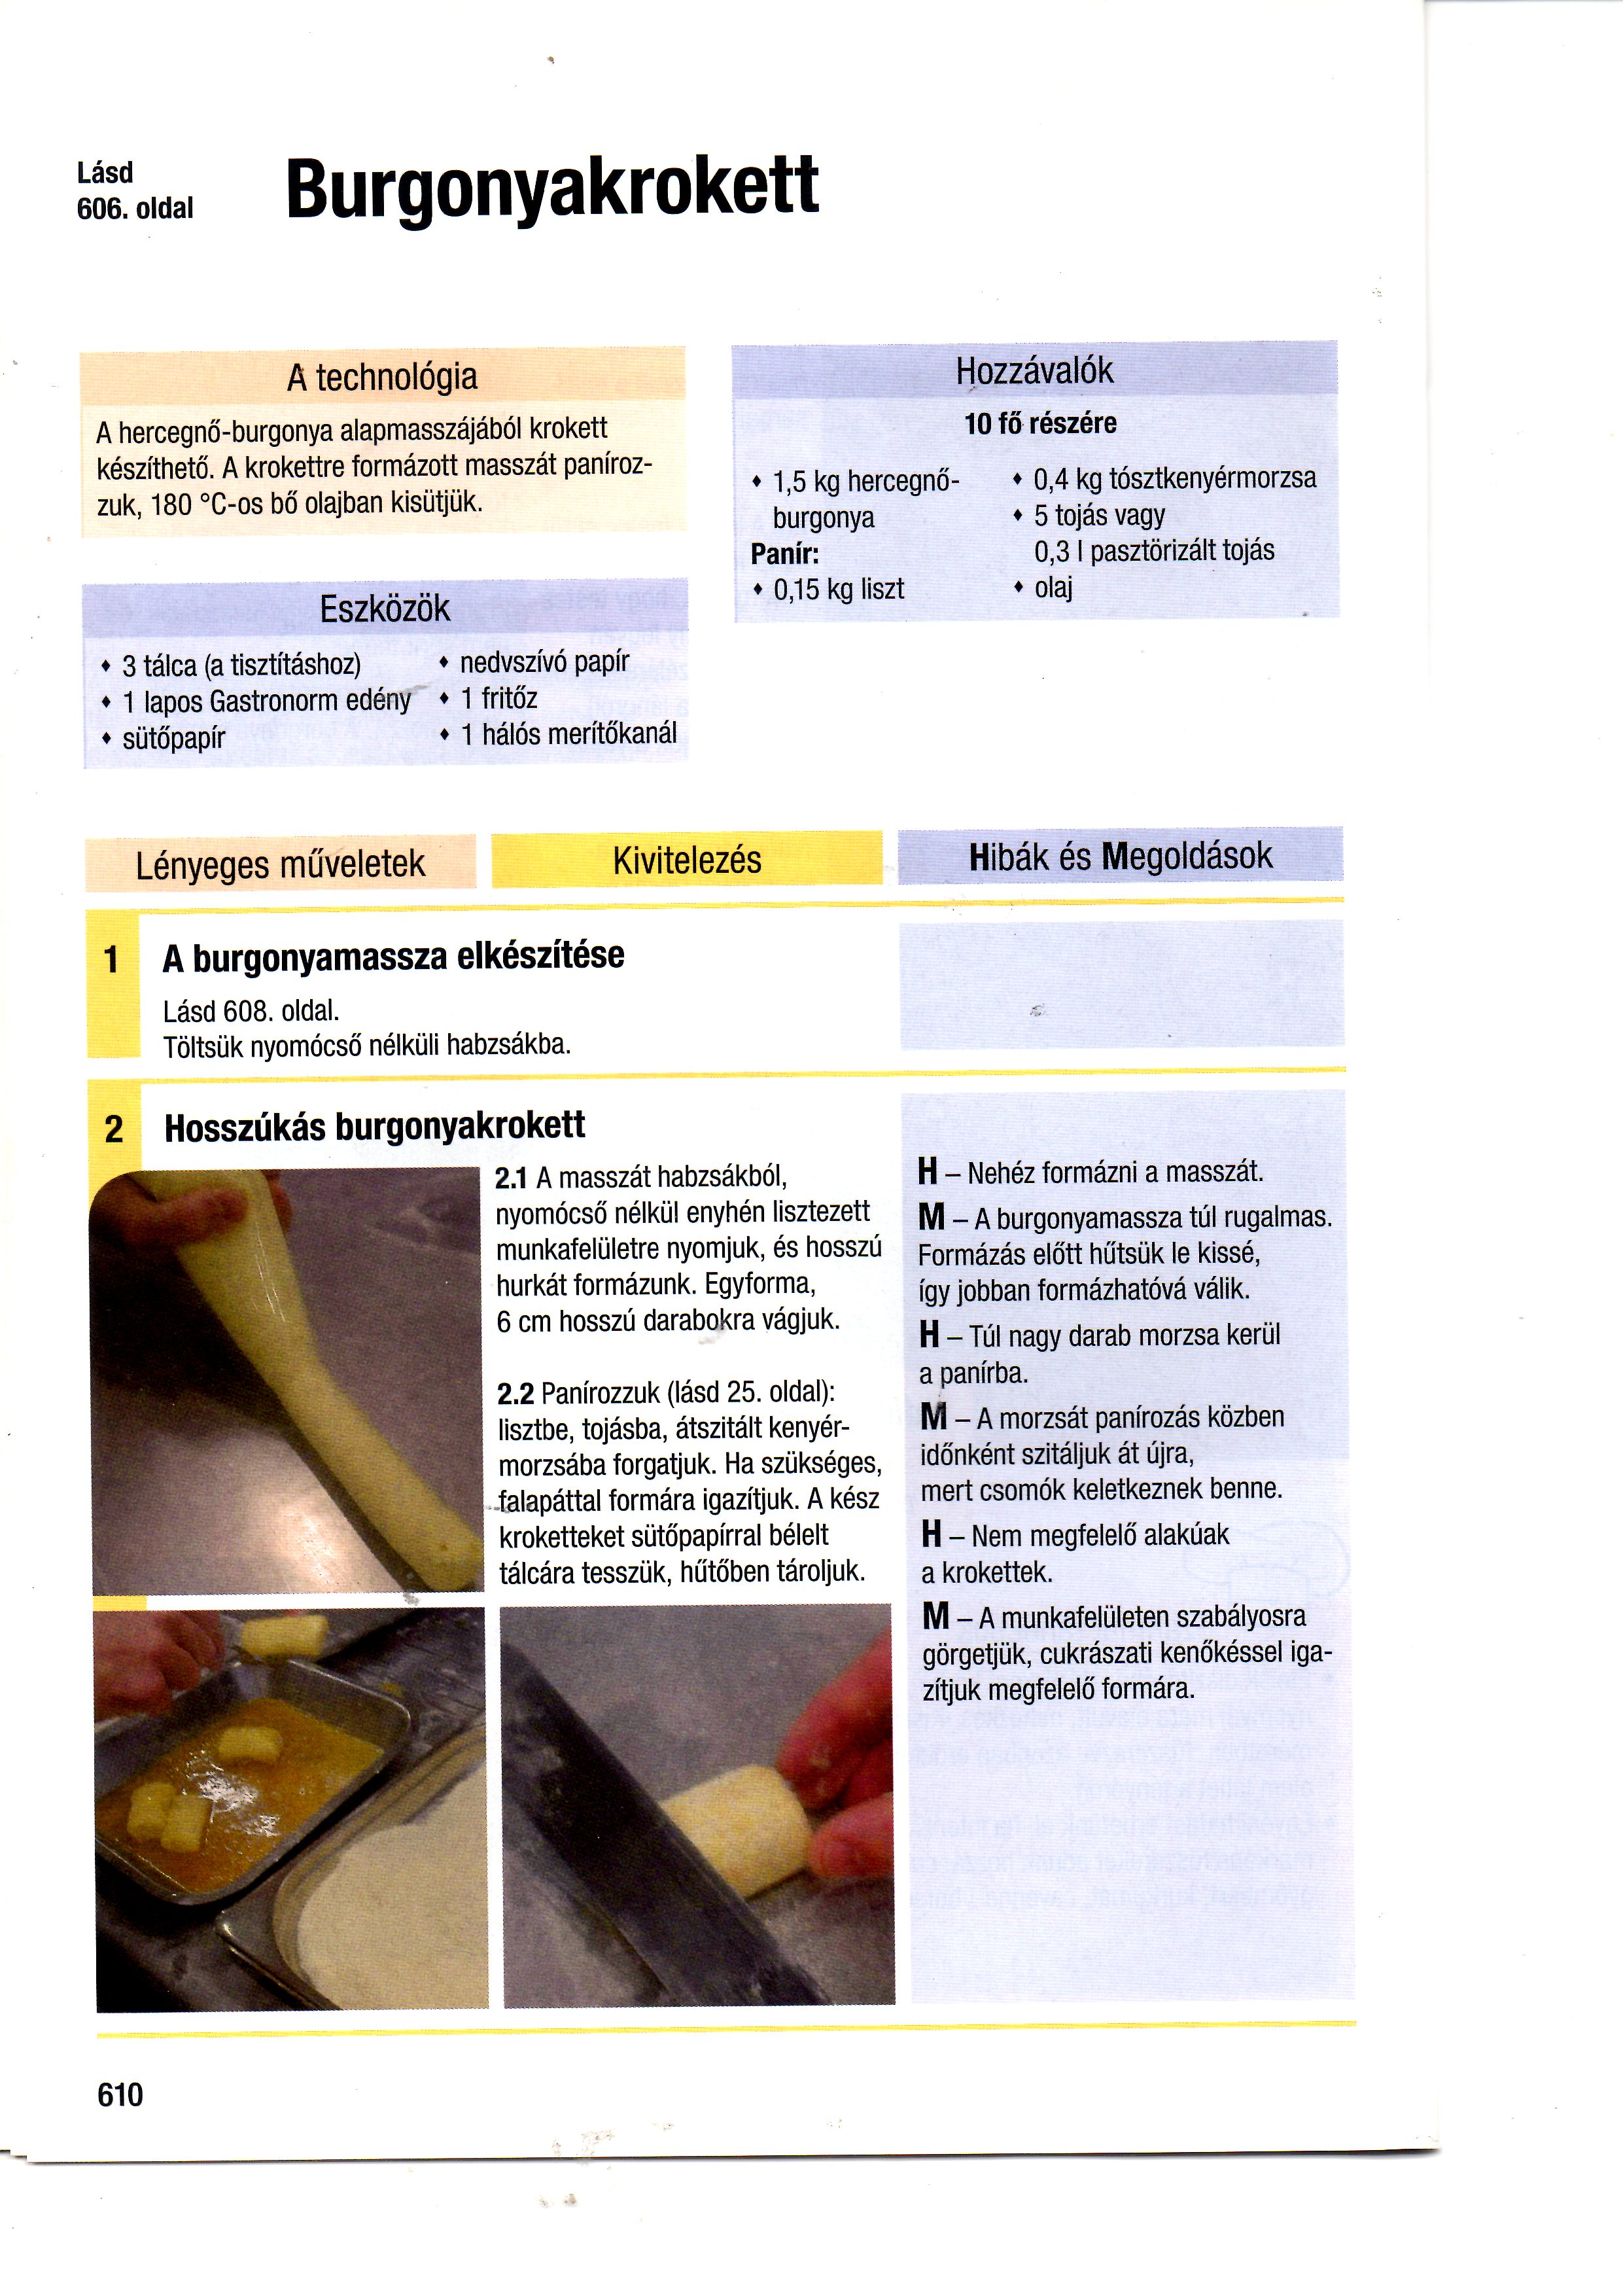 Lásd
606. oldal
Burgonyakrokett
A technológia
A hercegnő-burgonya alapmasszájából krokett
készíthető. A krokettre formázott masszát paníroz-
zuk, 180 °C-os bő olajban kisütjük.
Hozzávalók
10 fő részére
• 1,5 kg hercegnő-
burgonya
Panír:
• 0,15 kg liszt
• 0,4 kg tósztkenyérmorzsa
• 5 tojás vagy
0,3 l pasztörizált tojás
• olaj
Eszközök
• 3 tálca (a tisztításhoz)
• 1 lapos Gastronorm edény
• sütőpapír
• nedvszívó papír
• 1 fritőz
• 1 hálós merítőkanál
Lényeges műveletek
Kivitelezés
Hibák és Megoldások
1
A burgonyamassza elkészítése
Lásd 608. oldal.
Töltsük nyomócső nélküli habzsákba.
2
Hosszúkás burgonyakrokett
2.1 A masszát habzsákból,
nyomócső nélkül enyhén lisztezett
munkafelületre nyomjuk, és hosszú
hurkát formázunk. Egyforma,
6 cm hosszú darabokra vágjuk.
2.2 Panírozzuk (lásd 25. oldal):
lisztbe, tojásba, átszitált kenyér-
morzsába forgatjuk. Ha szükséges,
falapáttal formára igazítjuk. A kész
kroketteket sütőpapírral bélelt
tálcára tesszük, hűtőben tároljuk.
H – Nehéz formázni a masszát.
M – A burgonyamassza túl rugalmas.
Formázás előtt hűtsük le kissé,
így jobban formázhatóvá válik.
H – Túl nagy darab morzsa kerül
a panírba.
M – A morzsát panírozás közben
időnként szitáljuk át újra,
mert csomók keletkeznek benne.
H – Nem megfelelő alakúak
a krokettek.
M – A munkafelületen szabályosra
görgetjük, cukrászati kenőkéssel iga-
zítjuk megfelelő formára.
610